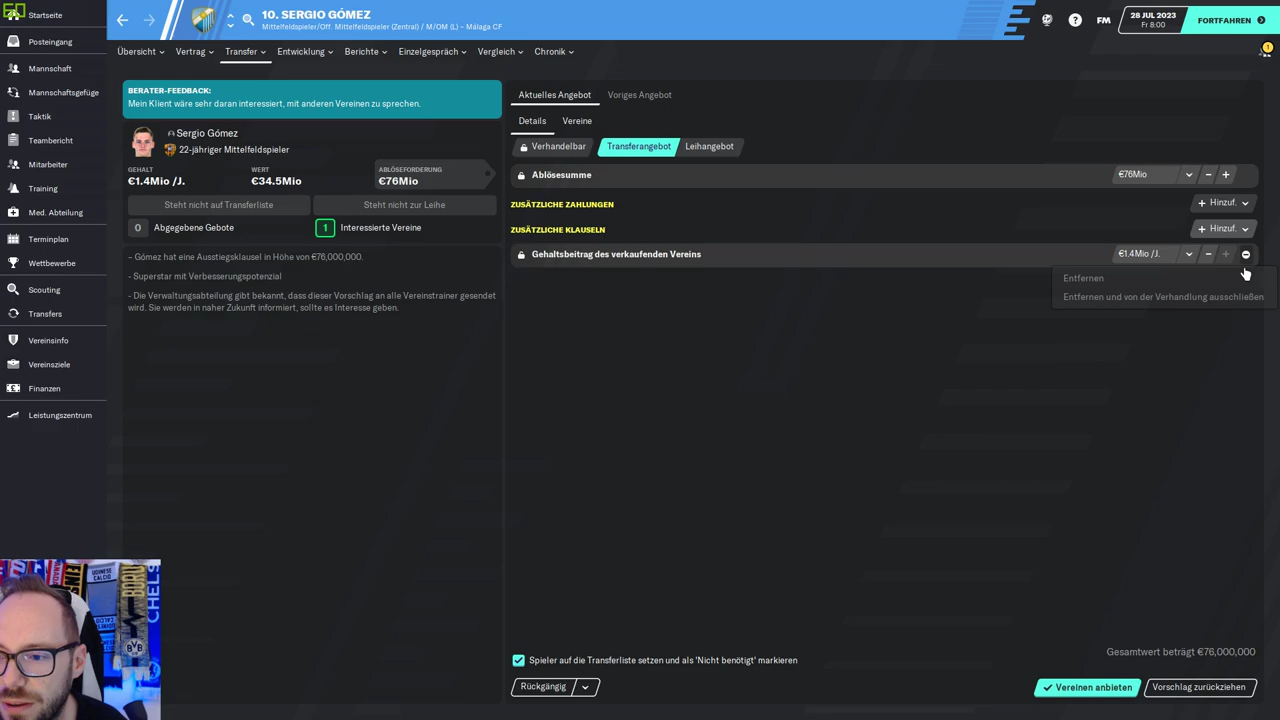 60
Startseite
Posteingang
Mannschaft
Mannschaftsgefüge
Taktik
Teambericht
Mitarbeiter
Training
Med. Abteilung
Terminplan
Wettbewerbe
Scouting
Transfers
Vereinsinfo
Vereinsziele
Finanzen
Leistungszentrum
10. SERGIO GÓMEZ
Mittelfeldspieler/Off. Mittelfeldspieler (Zentral) / M/OM (L) – Málaga CF
? FM
28 JUL 2023
Fr 8:00
FORTFAHREN
1
Übersicht Vertrag Transfer Entwicklung Berichte Einzelgespräch Vergleich Chronik
BERATER-FEEDBACK:
Mein Klient wäre sehr daran interessiert, mit anderen Vereinen zu sprechen.
Sergio Gómez
22-jähriger Mittelfeldspieler
GEHALT WERT ABLÖSEFORDERUNG
€1.4Mio /J. €34.5Mio €76Mio
Steht nicht auf Transferliste Steht nicht zur Leihe
0 Abgegebene Gebote 1 Interessierte Vereine
– Gómez hat eine Ausstiegsklausel in Höhe von €76,000,000.
- Superstar mit Verbesserungspotenzial
- Die Verwaltungsabteilung gibt bekannt, dass dieser Vorschlag an alle Vereinstrainer gesendet
wird. Sie werden in naher Zukunft informiert, sollte es Interesse geben.
Aktuelles Angebot Voriges Angebot
Details Vereine
Verhandelbar Transferangebot Leihangebot
Ablösesumme €76Mio − +
ZUSÄTZLICHE ZAHLUNGEN + Hinzuf.
ZUSÄTZLICHE KLAUSELN + Hinzuf.
Gehaltsbeitrag des verkaufenden Vereins €1.4Mio /J. − +
Entfernen
Entfernen und von der Verhandlung ausschließen
Gesamtwert beträgt €76,000,000
Spieler auf die Transferliste setzen und als 'Nicht benötigt' markieren
Rückgängig Vereinen anbieten Vorschlag zurückziehen
UDINESE
CALCIO
BORU
CHELS
BVB